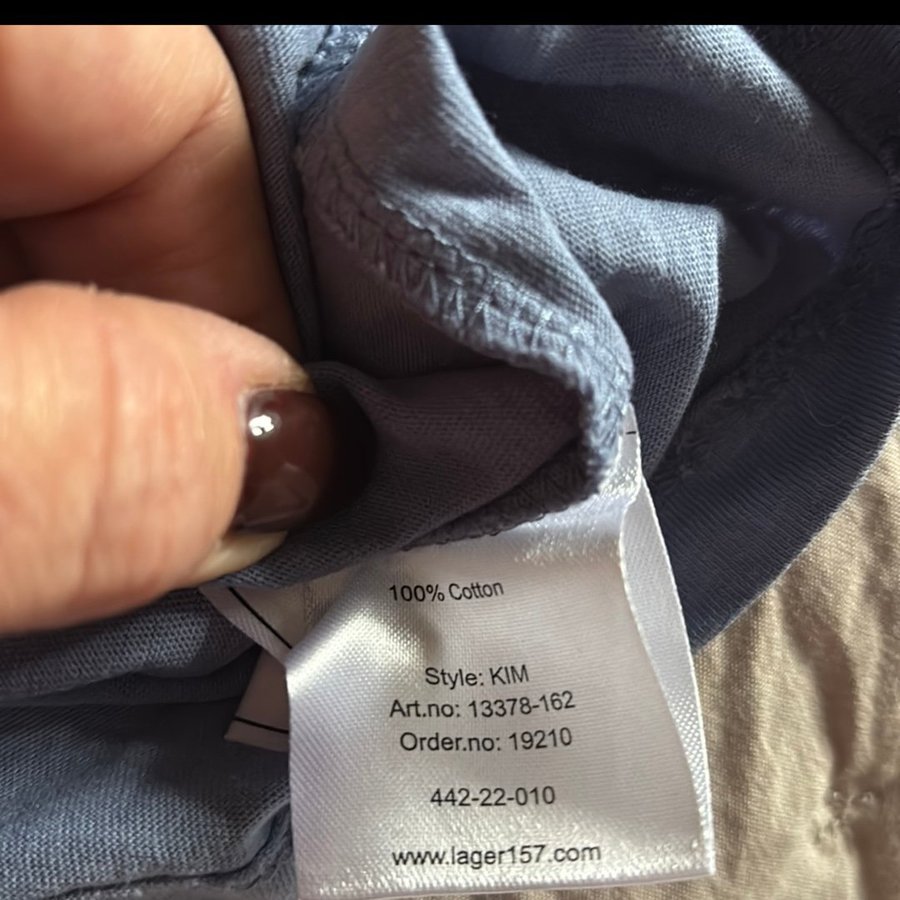 100% Cotton
Style: KIM
Art.no: 13378-162
Order.no: 19210
442-22-010
www.lager157.com